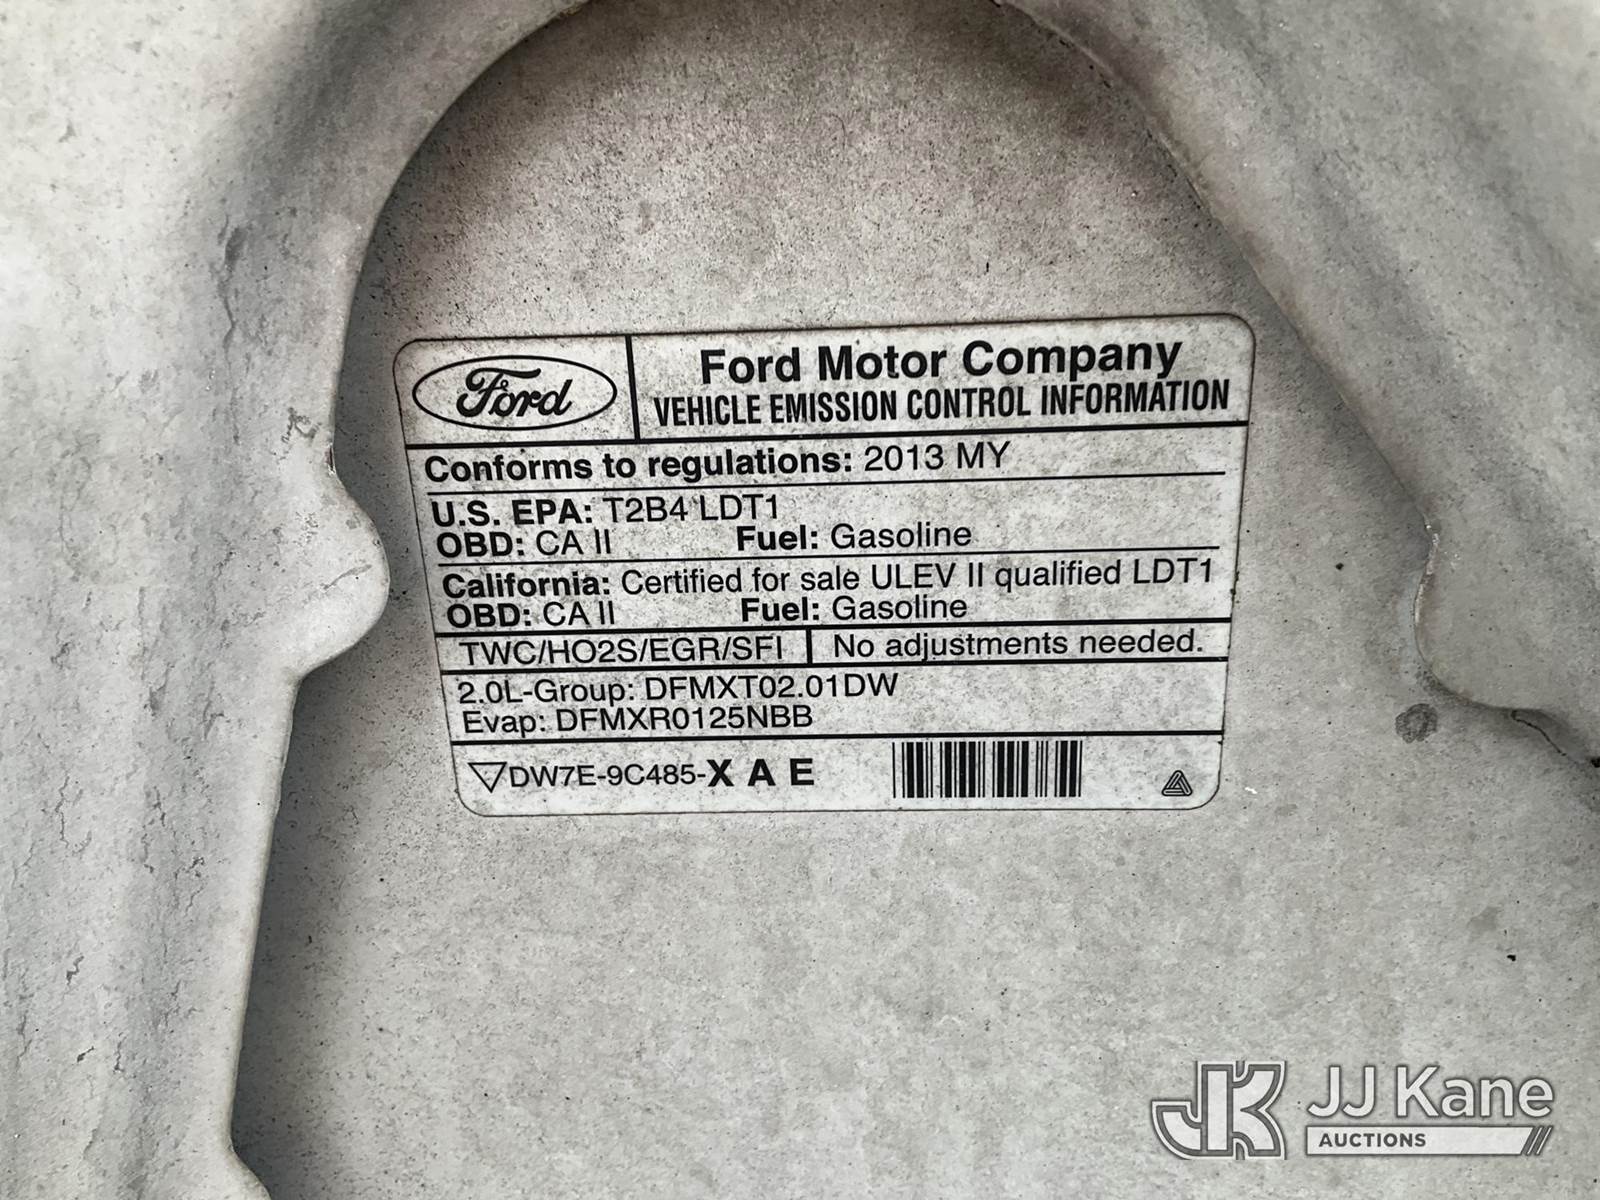 Ford
Ford Motor Company
VEHICLE EMISSION CONTROL INFORMATION
Conforms to regulations: 2013 MY
U.S. EPA: T2B4 LDT1
OBD: CA II Fuel: Gasoline
California: Certified for sale ULEV II qualified LDT1
OBD: CA II Fuel: Gasoline
TWC/HO2S/EGR/SFI No adjustments needed.
2.0L-Group: DFMXT02.01DW
Evap: DFMXR0125NBB
DW7E-9C485-X A E
JK JJ Kane
AUCTIONS